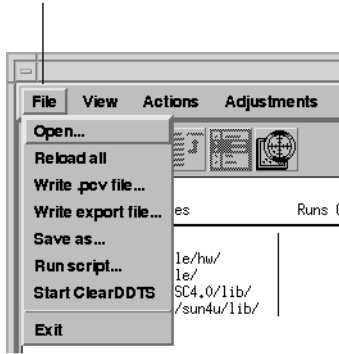 File View Actions Adjustments
Open...
Reload all
Write .pcv file...
Write export file... es Runs
Save as...
Run script... le/hw/
le/
Start ClearDDTS SC4.0/lib/
/sun4u/lib/
Exit